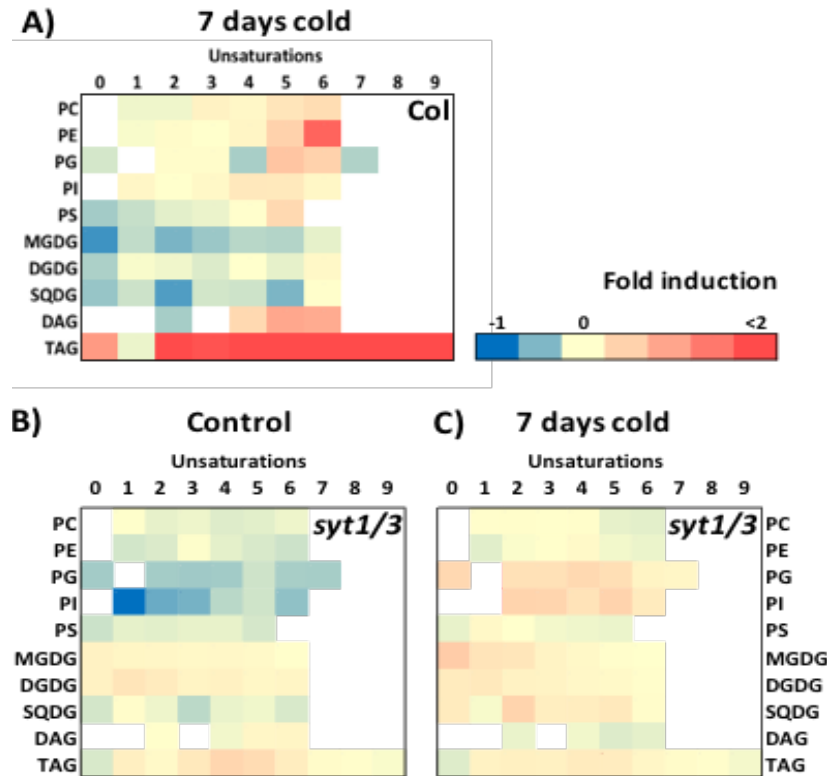 A) 7 days cold
Unsaturations
0 1 2 3 4 5 6 7 8 9
Col
PC
PE
PG
PI
PS
MGDG
DGDG
SQDG
DAG
TAG
Fold induction
-1 0 <2
B) Control
Unsaturations
0 1 2 3 4 5 6 7 8 9
syt1/3
PC
PE
PG
PI
PS
MGDG
DGDG
SQDG
DAG
TAG
C) 7 days cold
Unsaturations
0 1 2 3 4 5 6 7 8 9
syt1/3
PC
PE
PG
PI
PS
MGDG
DGDG
SQDG
DAG
TAG